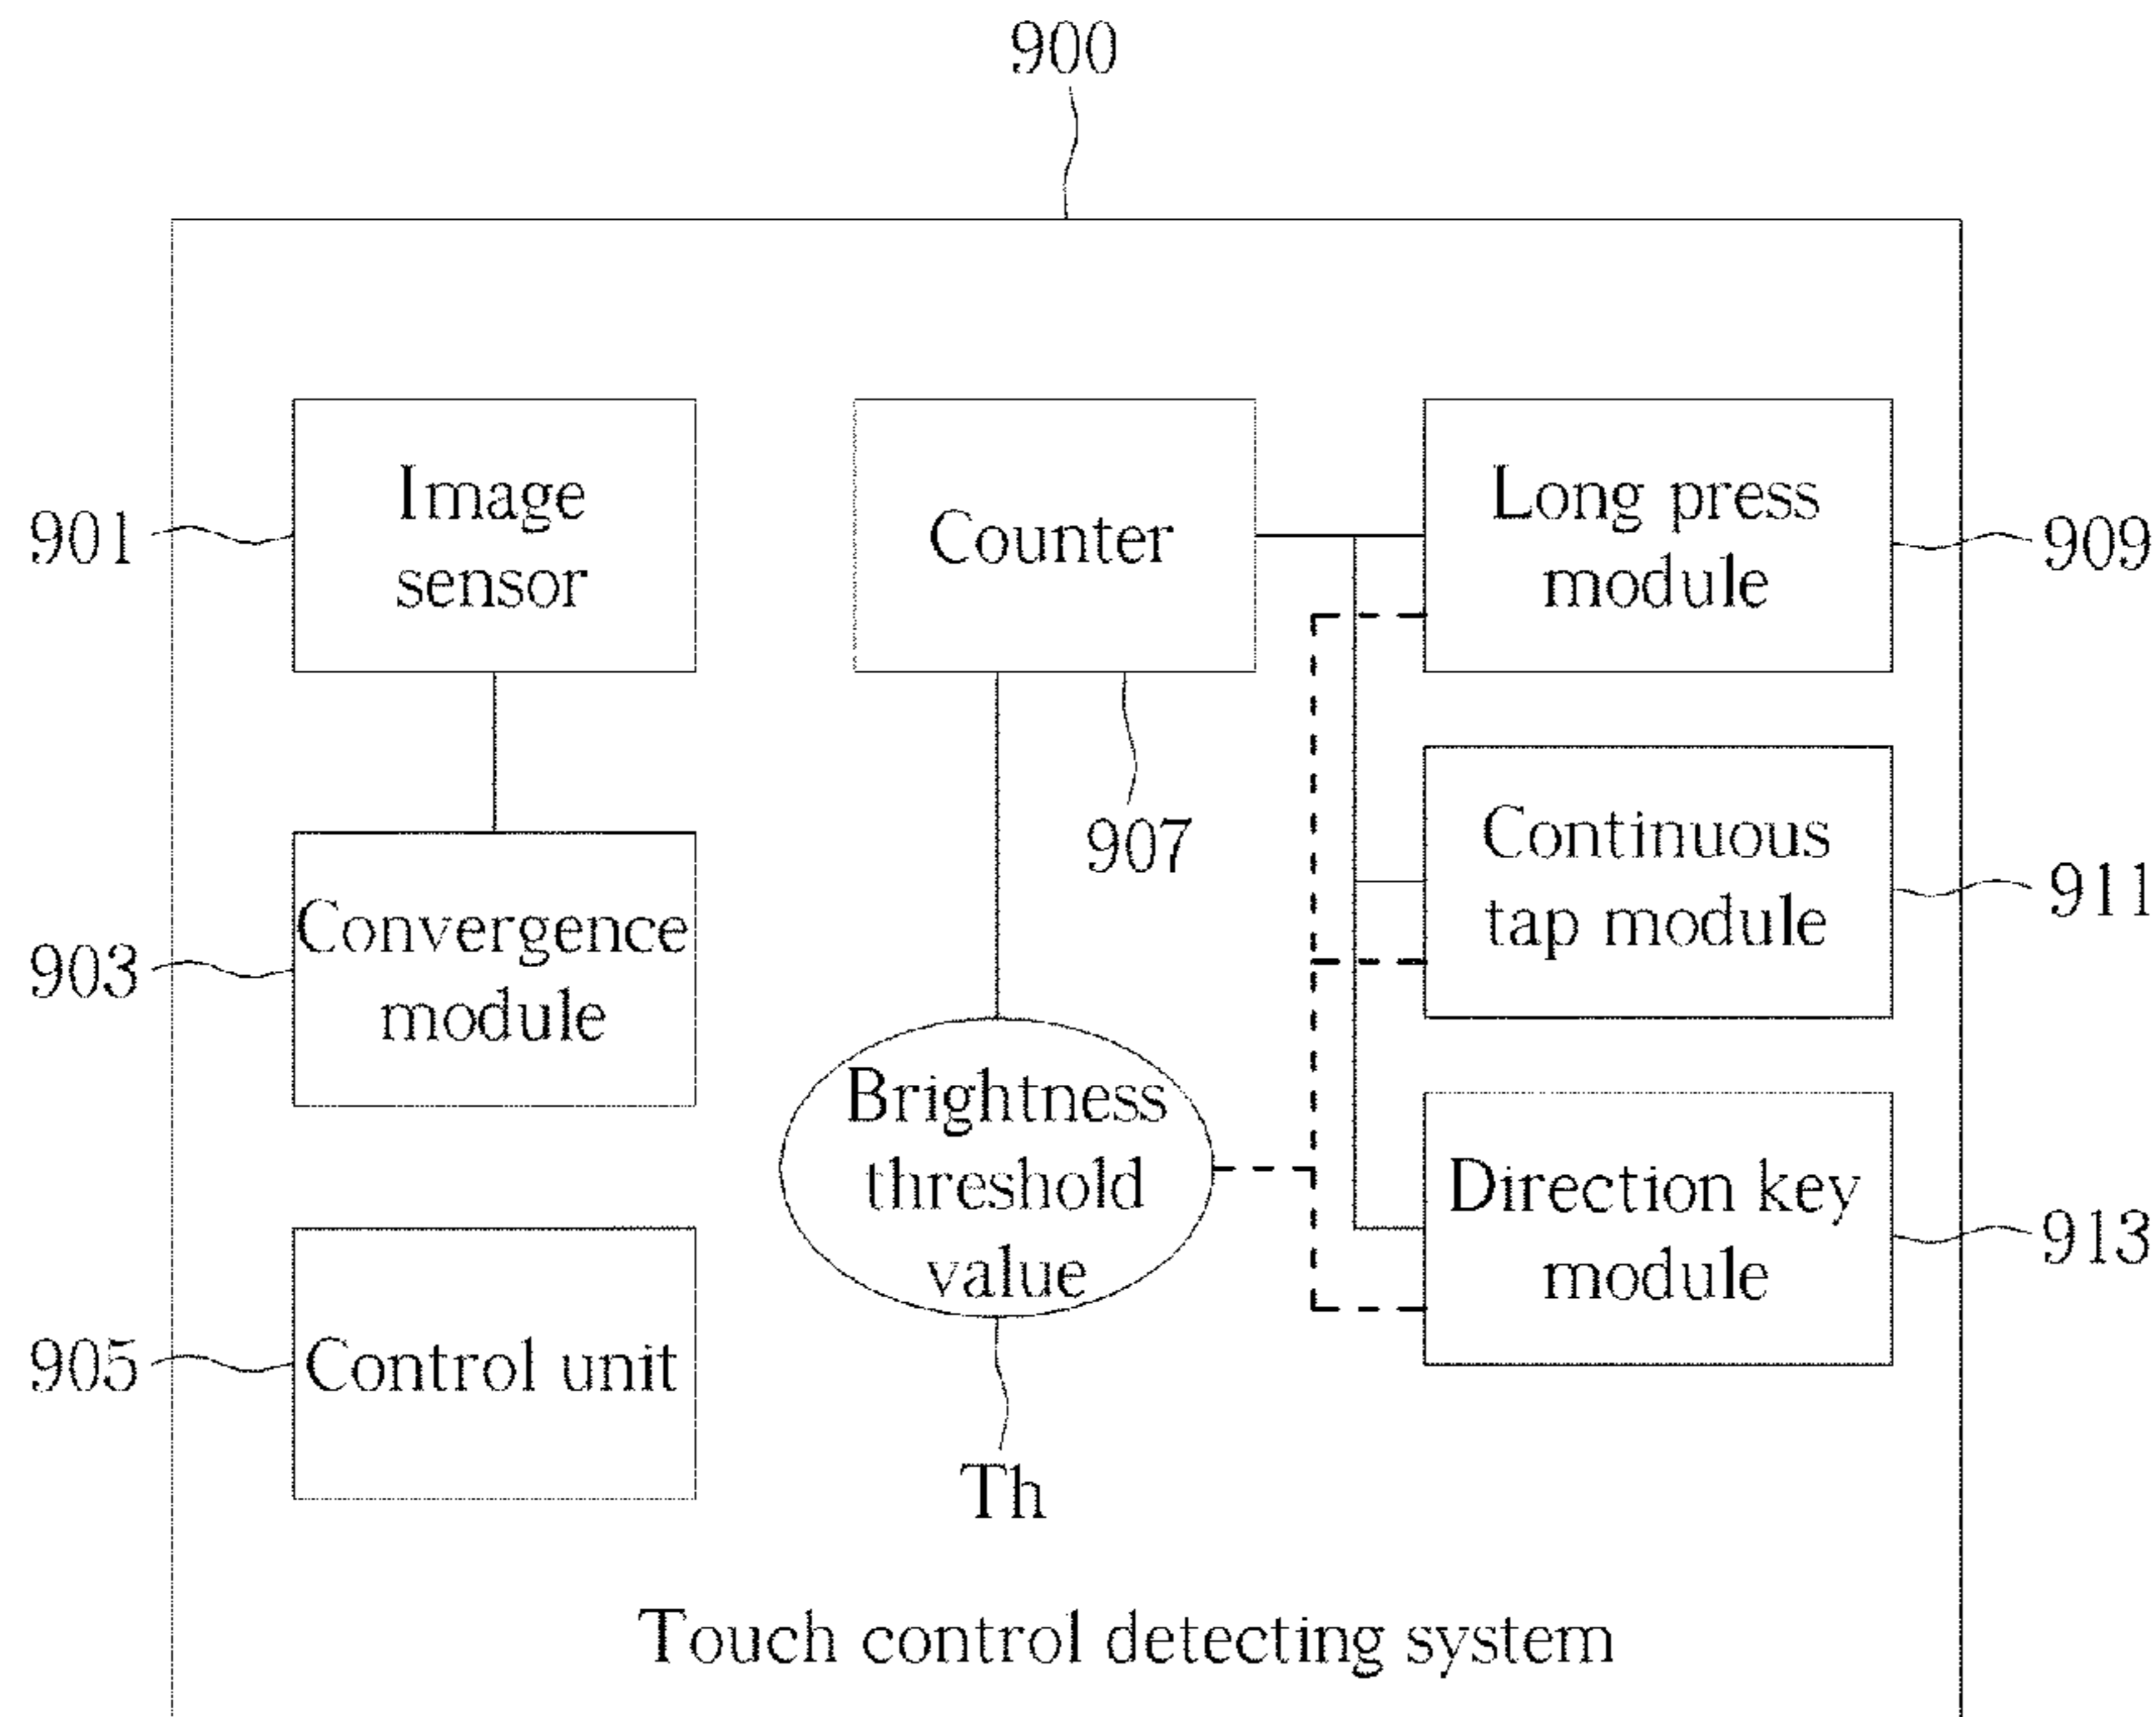 900
901
Image
sensor
Counter
Long press
module
909
907
903
Convergence
module
Continuous
tap module
911
Brightness
threshold
value
Direction key
module
913
905
Control unit
Th
Touch control detecting system